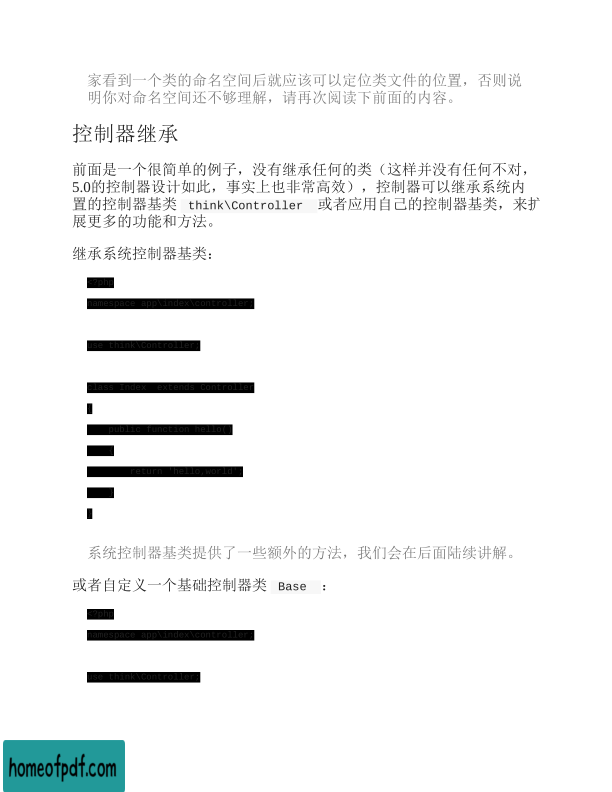 家看到一个类的命名空间后就应该可以定位类文件的位置，否则说
明你对命名空间还不够理解，请再次阅读下前面的内容。
控制器继承
前面是一个很简单的例子，没有继承任何的类（这样并没有任何不对，
5.0的控制器设计如此，事实上也非常高效），控制器可以继承系统内
置的控制器基类 think\Controller 或者应用自己的控制器基类，来扩
展更多的功能和方法。
继承系统控制器基类：
<?php
namespace app\index\controller;
use think\Controller;
class Index  extends Controller
public function hello()
return 'hello,world';
系统控制器基类提供了一些额外的方法，我们会在后面陆续讲解。
或者自定义一个基础控制器类 Base ：
<?php
namespace app\index\controller;
use think\Controller;
homeofpdf.com